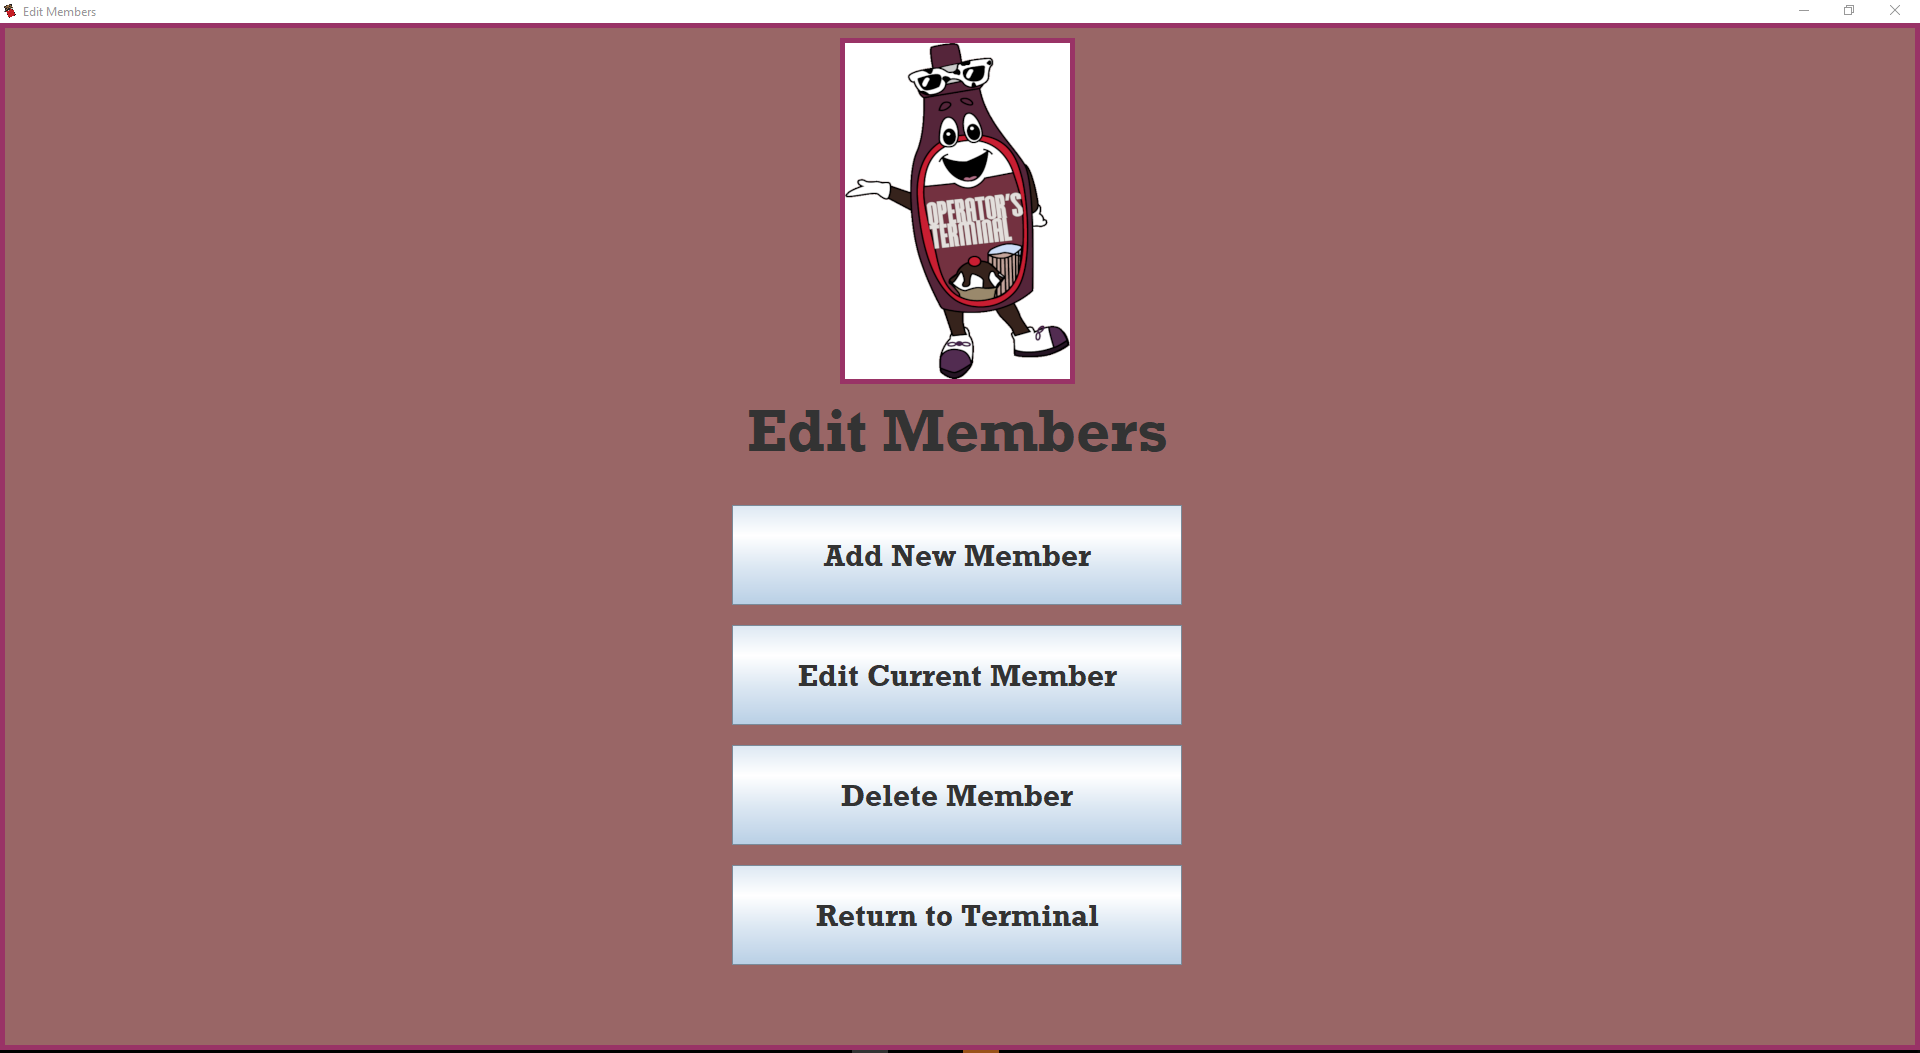 Edit Members
OPERATOR'S
TERMINAL
Edit Members
Add New Member
Edit Current Member
Delete Member
Return to Terminal